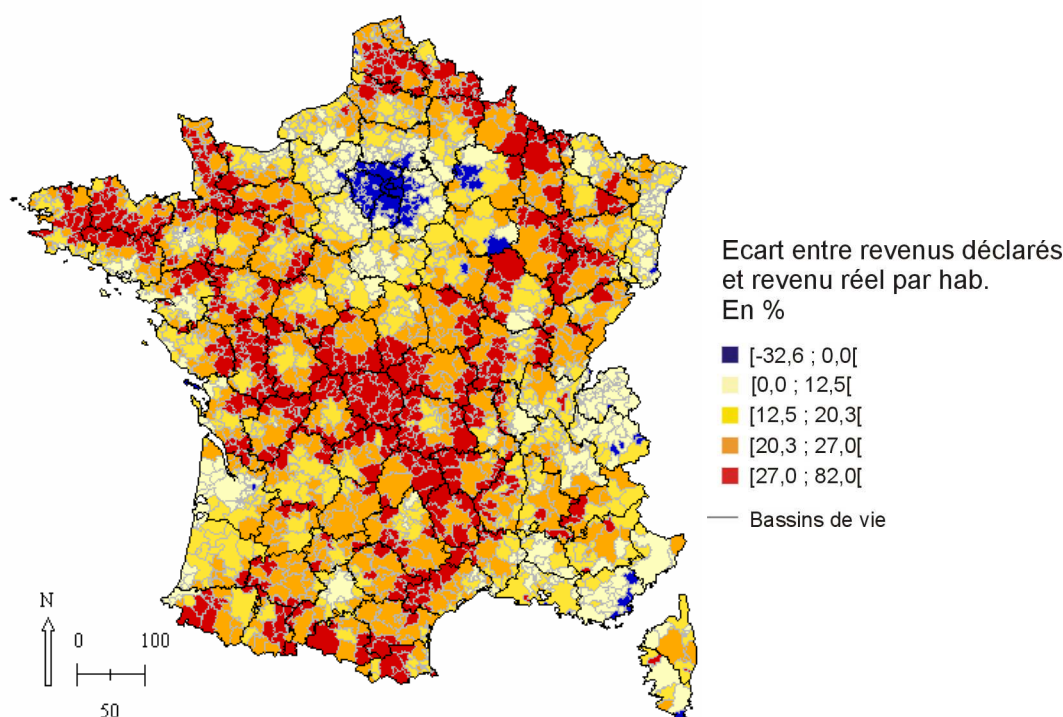 Ecart entre revenus déclarés
et revenu réel par hab.
En %
[-32,6 ; 0,0[
[0,0 ; 12,5[
[12,5 ; 20,3[
[20,3 ; 27,0[
[27,0 ; 82,0[
Bassins de vie
N
0 100
50